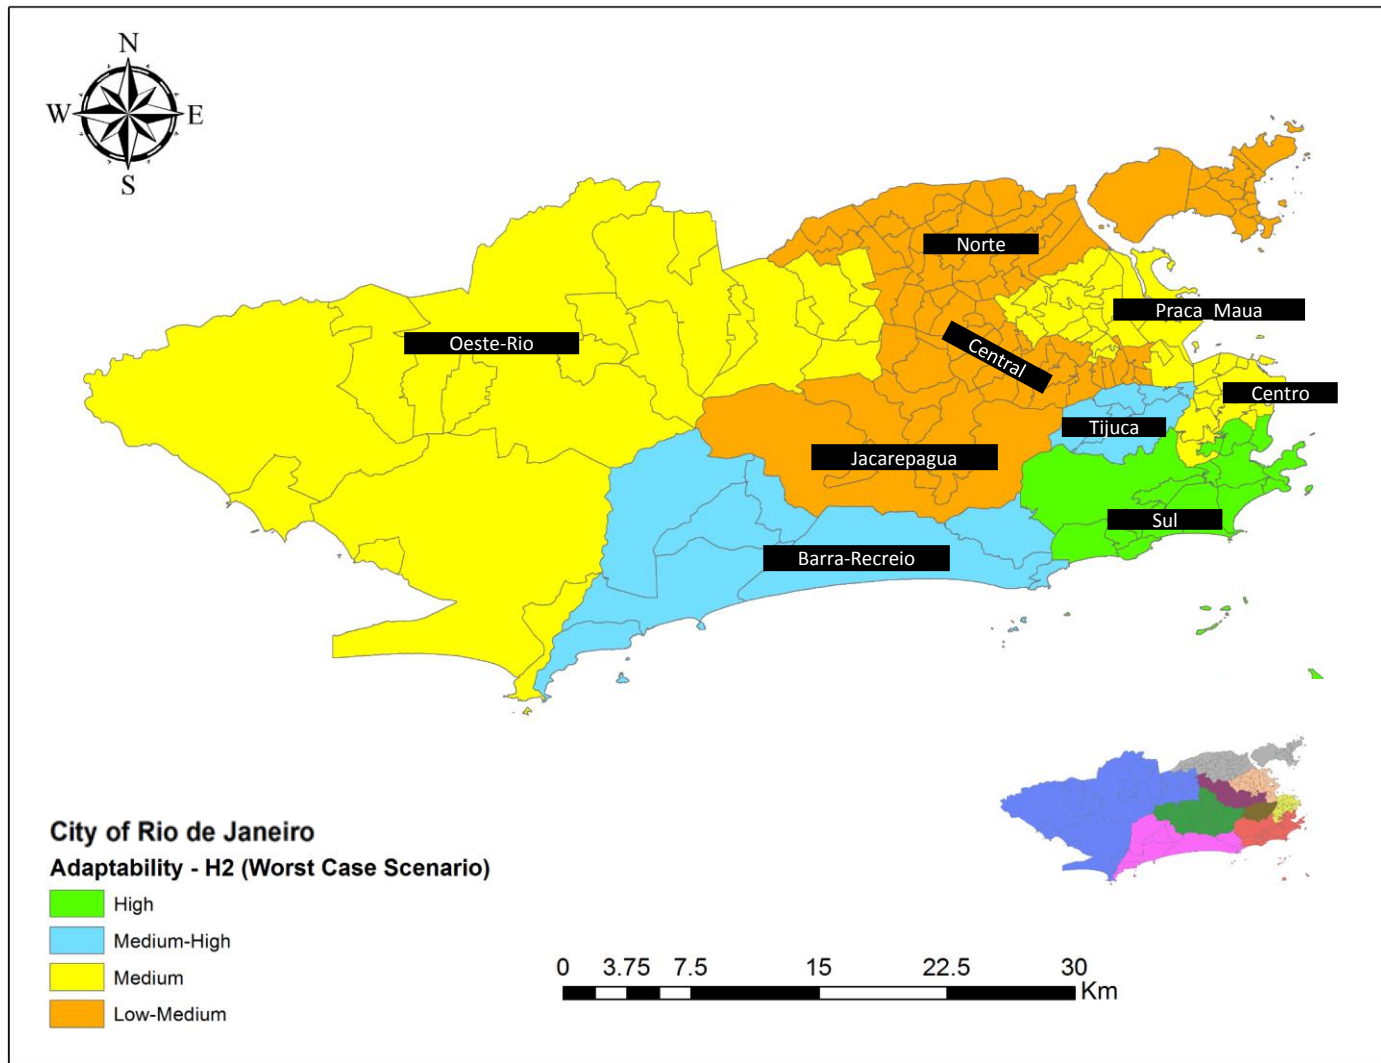 N
W E
S
Norte
Praca_Maua
Oeste-Rio
Central
Centro
Tijuca
Jacarepagua
Sul
Barra-Recreio
City of Rio de Janeiro
Adaptability - H2 (Worst Case Scenario)
High
Medium-High
Medium
Low-Medium
0 3.75 7.5 15 22.5 30
Km